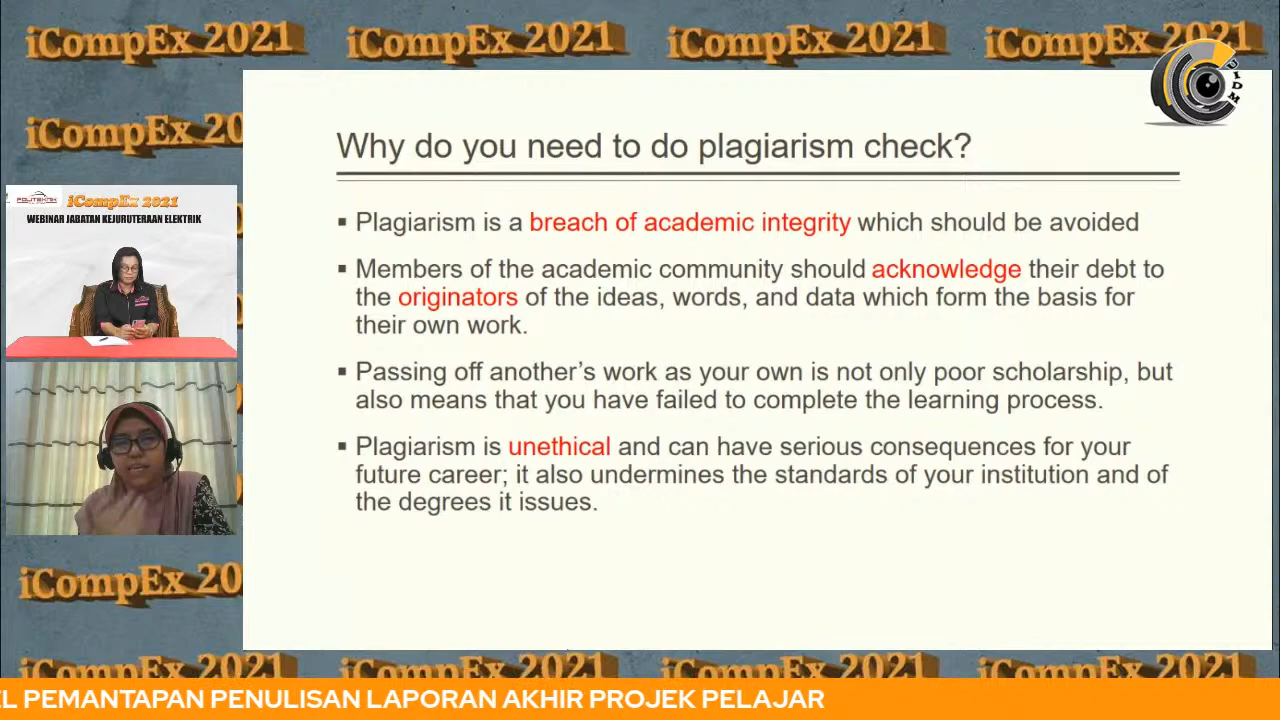 iCompEx 2021 iCompEx 2021 iCompEx 2021 iCompEx 2021
UIDM
iCompEx 20
POLITEKNIK
iCompEx 2021
WEBINAR JABATAN KEJURUTERAAN ELEKTRIK
Why do you need to do plagiarism check?
▪ Plagiarism is a breach of academic integrity which should be avoided
▪ Members of the academic community should acknowledge their debt to
the originators of the ideas, words, and data which form the basis for
their own work.
▪ Passing off another’s work as your own is not only poor scholarship, but
also means that you have failed to complete the learning process.
▪ Plagiarism is unethical and can have serious consequences for your
future career; it also undermines the standards of your institution and of
the degrees it issues.
iCompEx 20
iCompEx 2021 iCompEx 2021 iCompEx 2021 iCompEx 2021
EL PEMANTAPAN PENULISAN LAPORAN AKHIR PROJEK PELAJAR